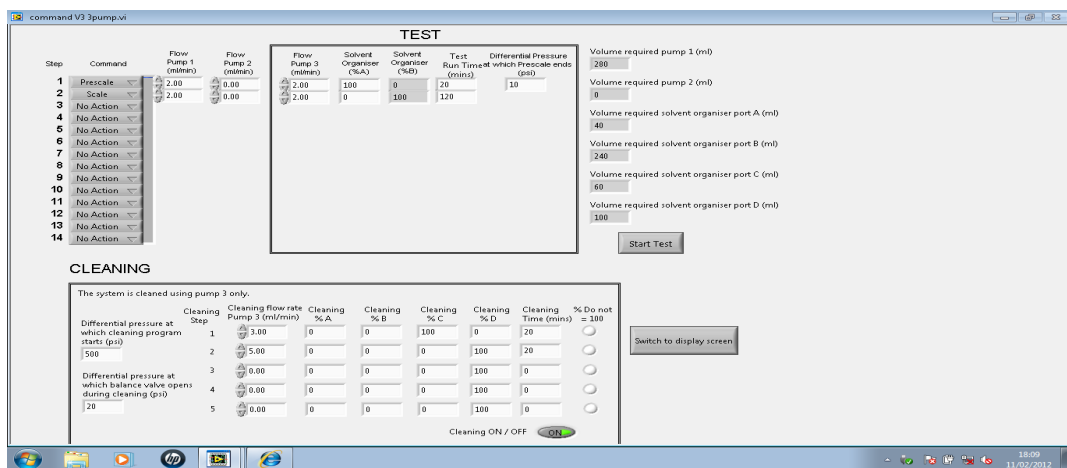 command V3 3pump.vi
TEST
Step Command Flow Pump 1 (ml/min) Flow Pump 2 (ml/min) Flow Pump 3 (ml/min) Solvent Organiser (%A) Solvent Organiser (%B) Test Run Time (mins) Differential Pressure at which Prescale ends (psi)
1 Prescale 2.00 0.00 2.00 100 0 20 10
2 Scale 2.00 0.00 2.00 0 100 120
3 No Action
4 No Action
5 No Action
6 No Action
7 No Action
8 No Action
9 No Action
10 No Action
11 No Action
12 No Action
13 No Action
14 No Action
Volume required pump 1 (ml)
280
Volume required pump 2 (ml)
0
Volume required solvent organiser port A (ml)
40
Volume required solvent organiser port B (ml)
240
Volume required solvent organiser port C (ml)
60
Volume required solvent organiser port D (ml)
100
Start Test
CLEANING
The system is cleaned using pump 3 only.
Differential pressure at
which cleaning program
starts (psi)
500
Differential pressure at
which balance valve opens
during cleaning (psi)
20
Cleaning Step Cleaning flow rate Pump 3 (ml/min) Cleaning % A Cleaning % B Cleaning % C Cleaning % D Cleaning Time (mins) % Do not = 100
1 3.00 0 0 100 0 20
2 5.00 0 0 0 100 20
3 0.00 0 0 0 100 0
4 0.00 0 0 0 100 0
5 0.00 0 0 0 100 0
Cleaning ON / OFF ON
Switch to display screen
hp
18:09
11/02/2012